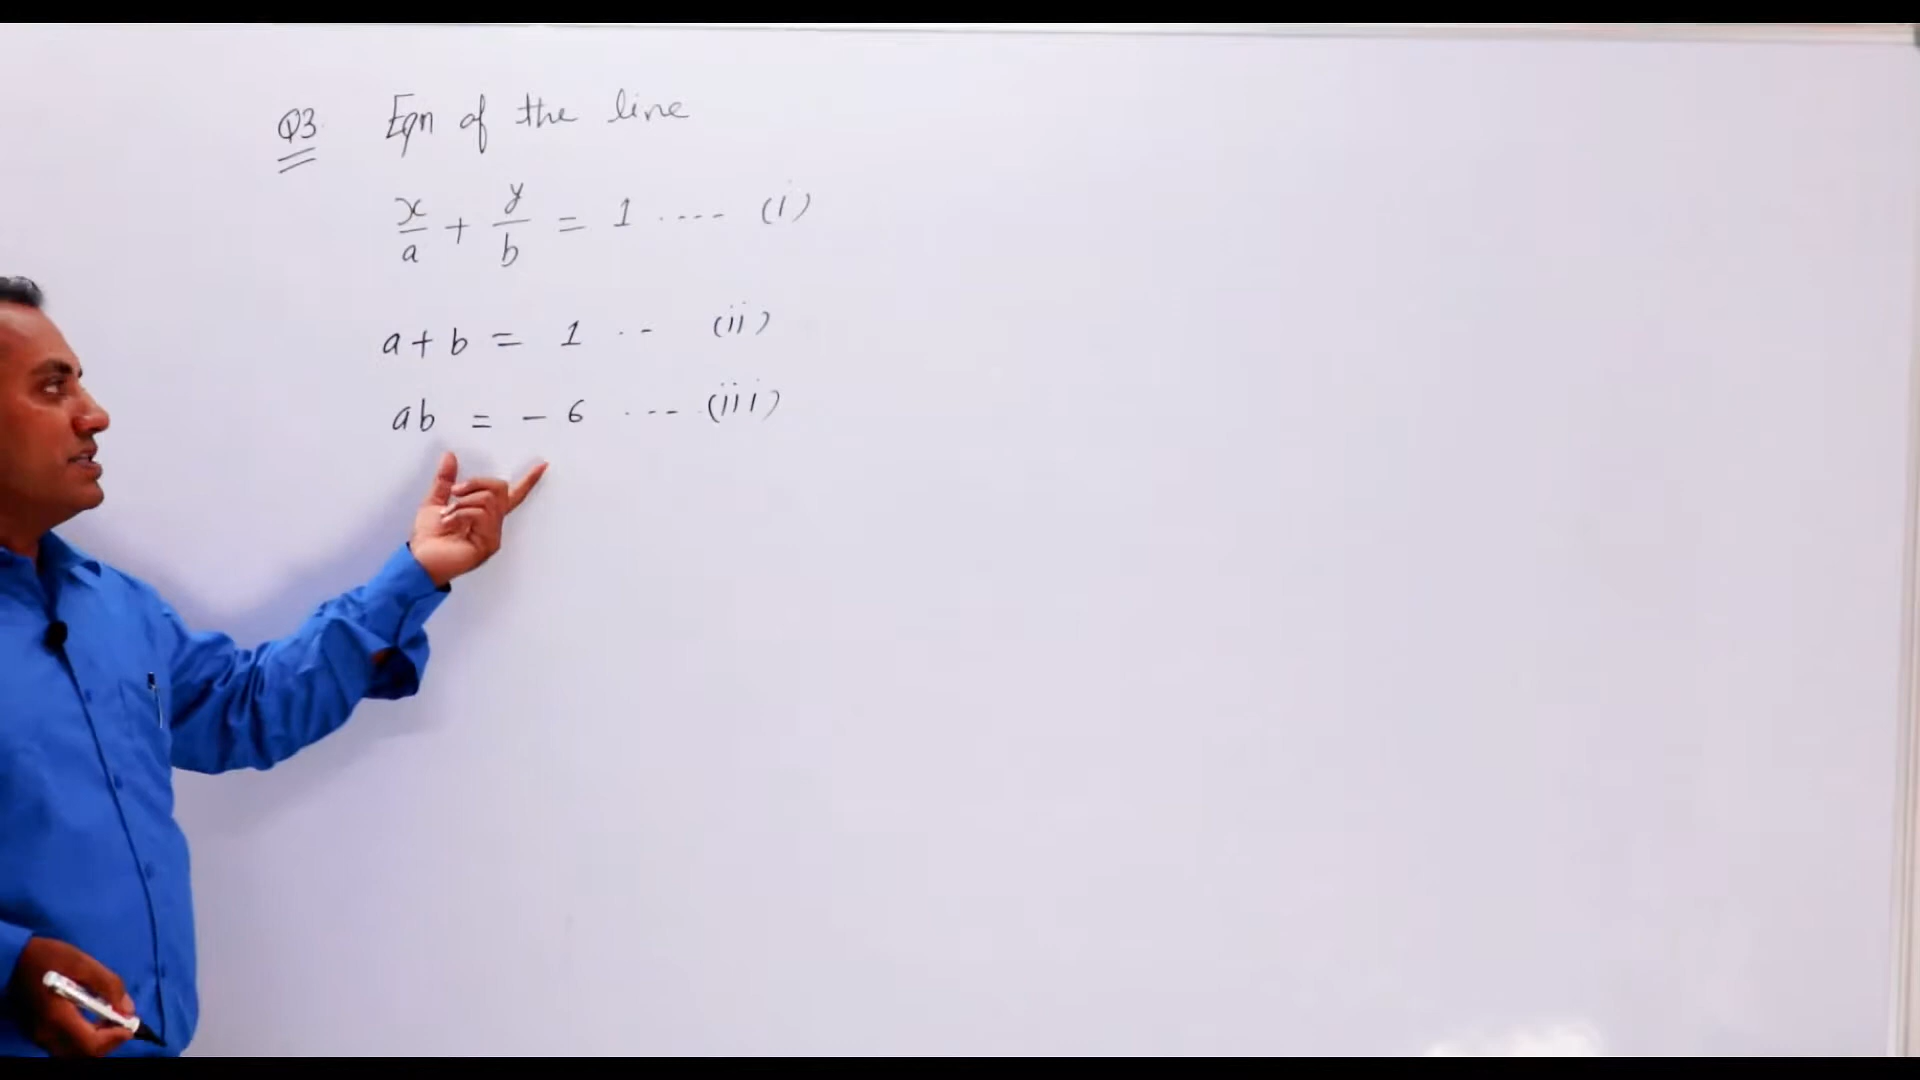 Q3 Eqn of the line
x/a + y/b = 1 .... (i)
a + b = 1 .. (ii)
ab = - 6 ... (iii)